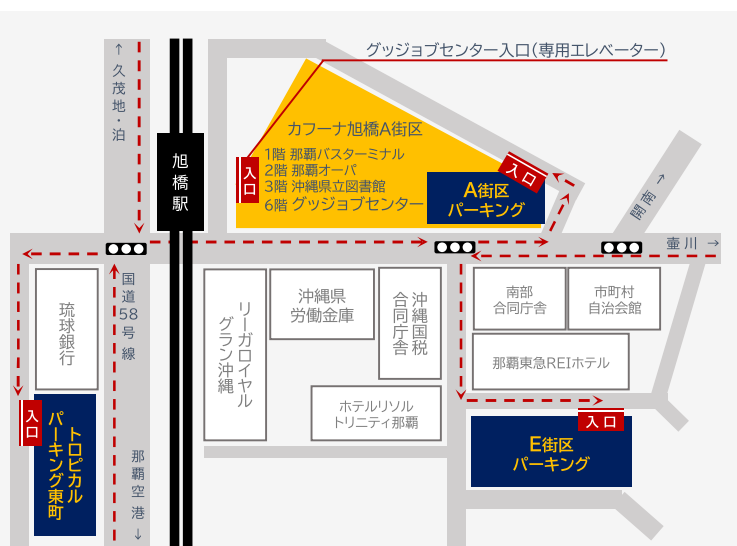 グッジョブセンター入口(専用エレベーター)
↑
久茂地・泊
旭橋駅
カフーナ旭橋A街区
1階 那覇バスターミナル
2階 那覇オーパ
3階 沖縄県立図書館
6階 グッジョブセンター
入口
入口
A街区
パーキング
開南 →
壷川 →
国道58号線
琉球銀行
リーガロイヤル
グラン沖縄
沖縄県
労働金庫
沖縄国税
合同庁舎
南部
合同庁舎
市町村
自治会館
那覇東急REIホテル
ホテルリソル
トリニティ那覇
入口
トロピカル
パーキング東町
入口
E街区
パーキング
那覇空港
↓